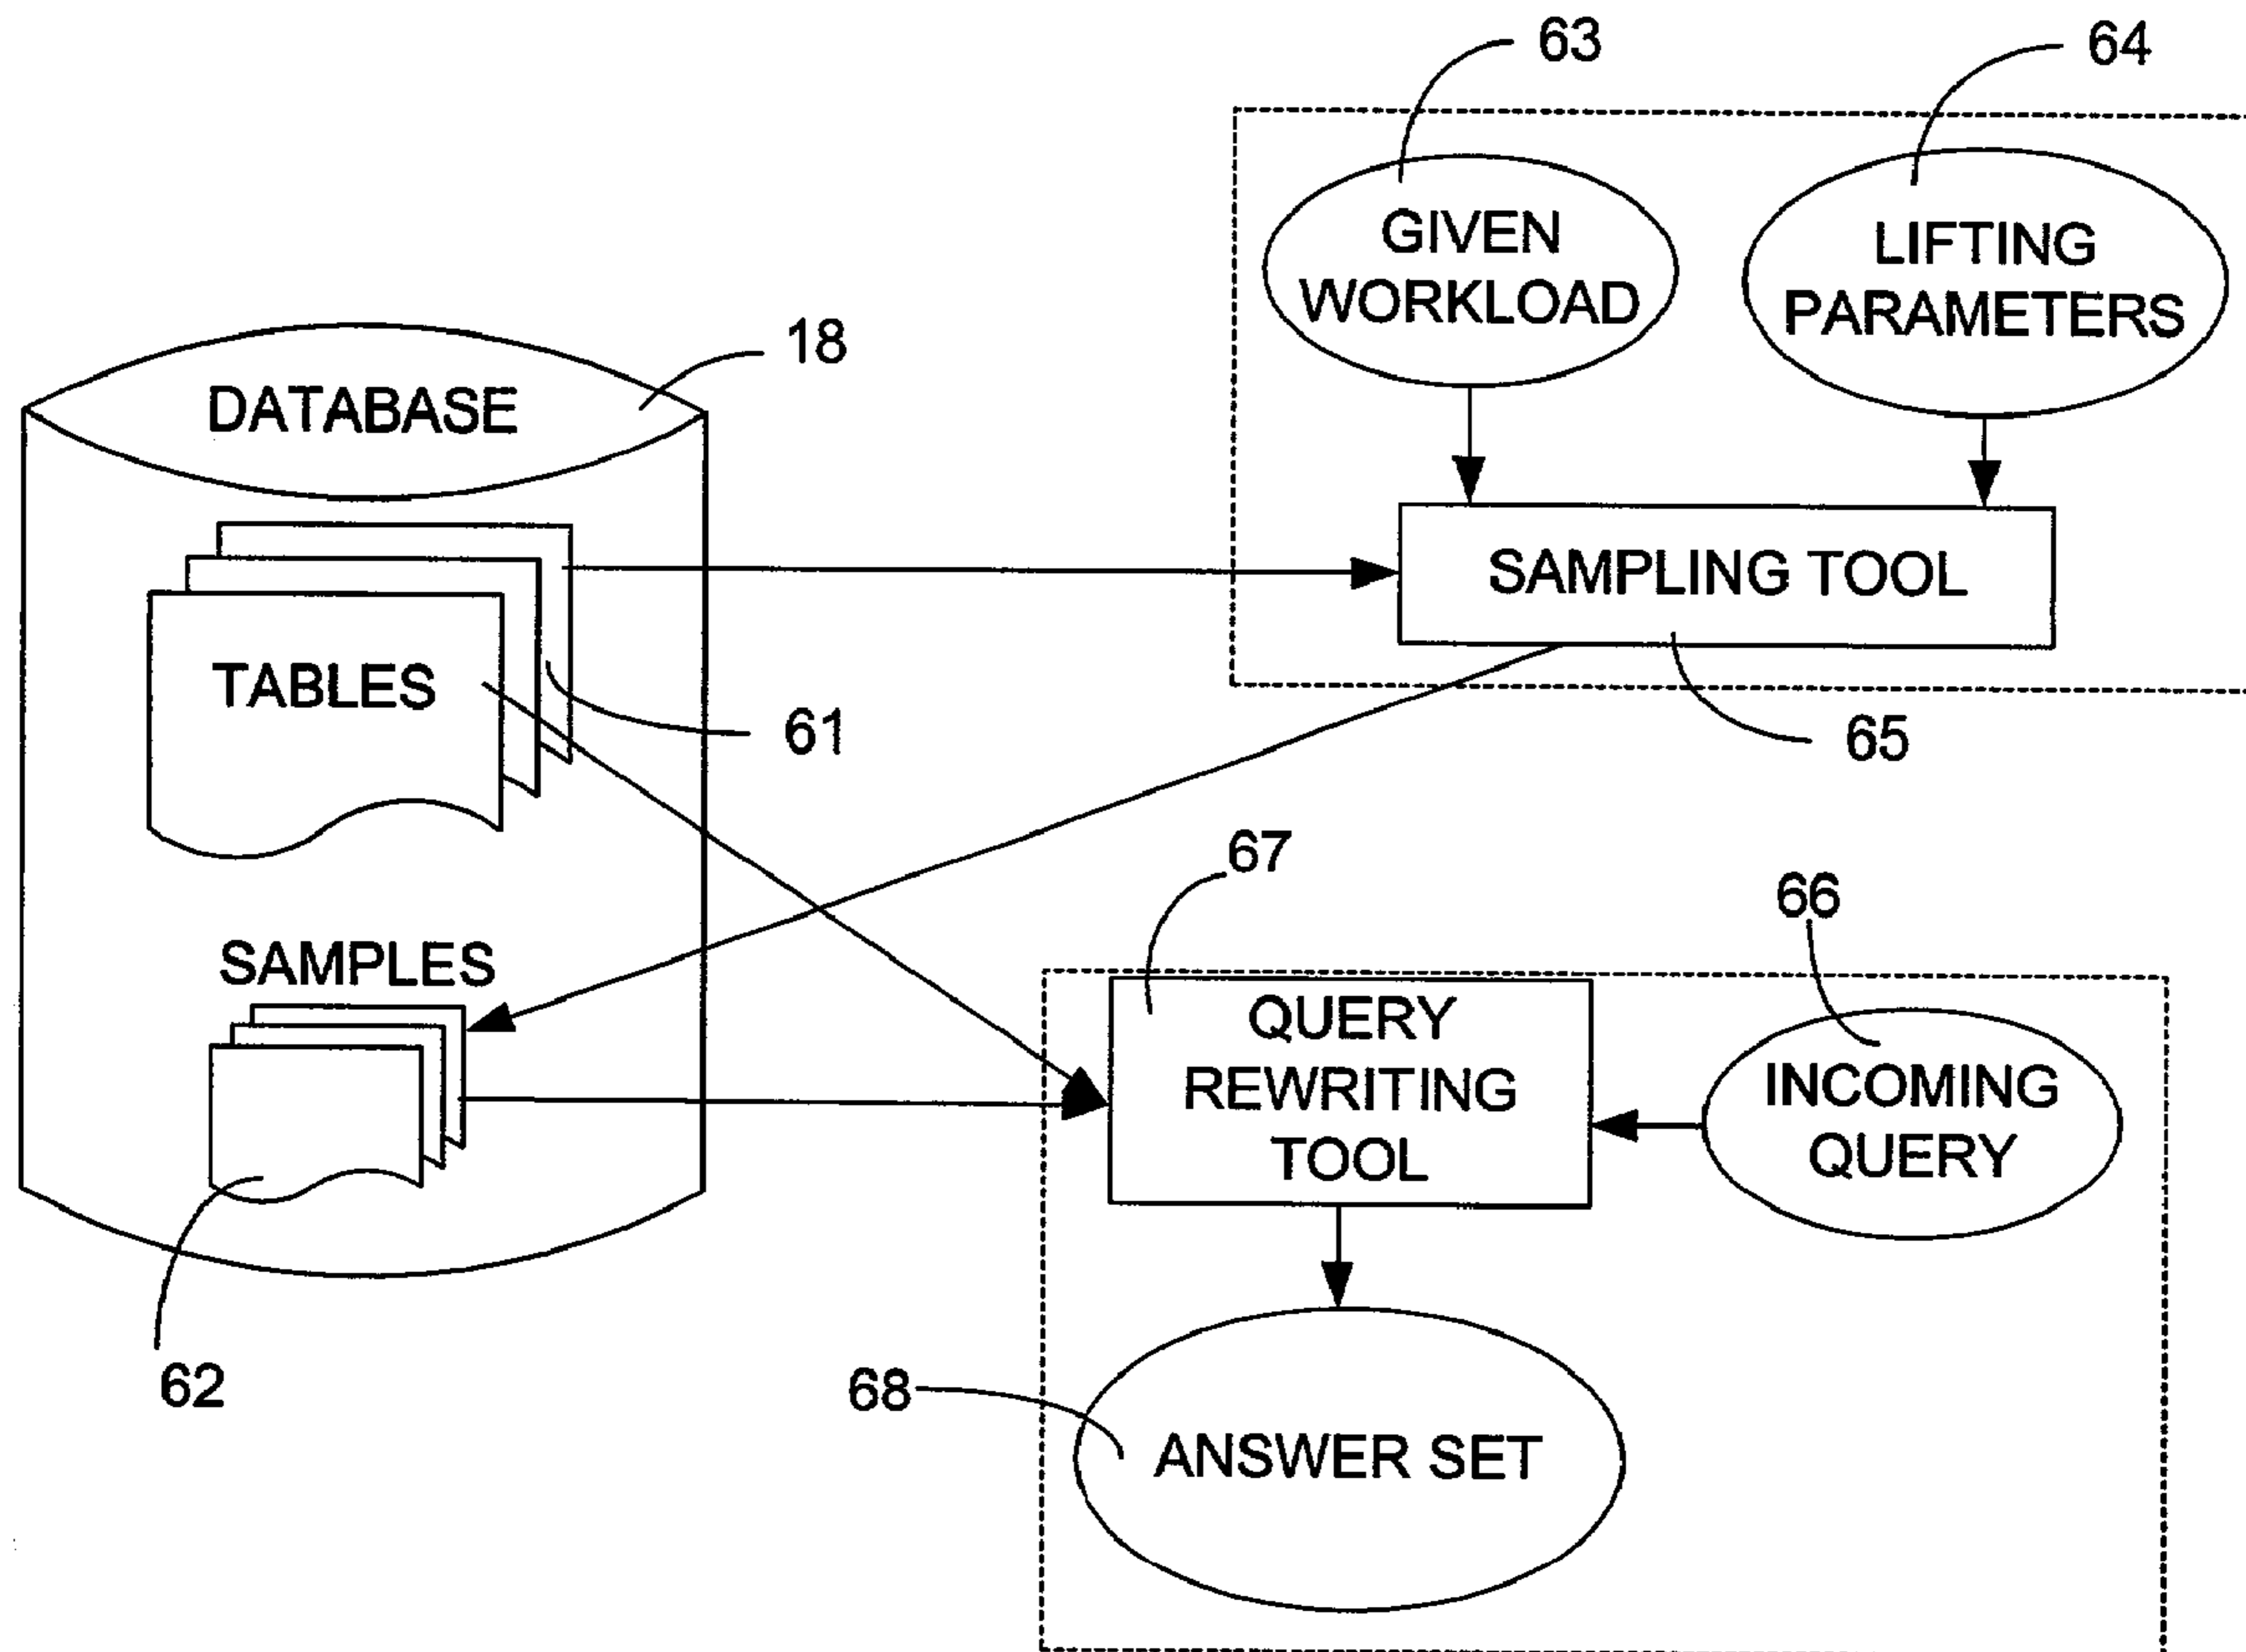 63
64
GIVEN
WORKLOAD
LIFTING
PARAMETERS
18
DATABASE
SAMPLING TOOL
TABLES
61
65
67
66
SAMPLES
QUERY
REWRITING
TOOL
INCOMING
QUERY
62
68
ANSWER SET